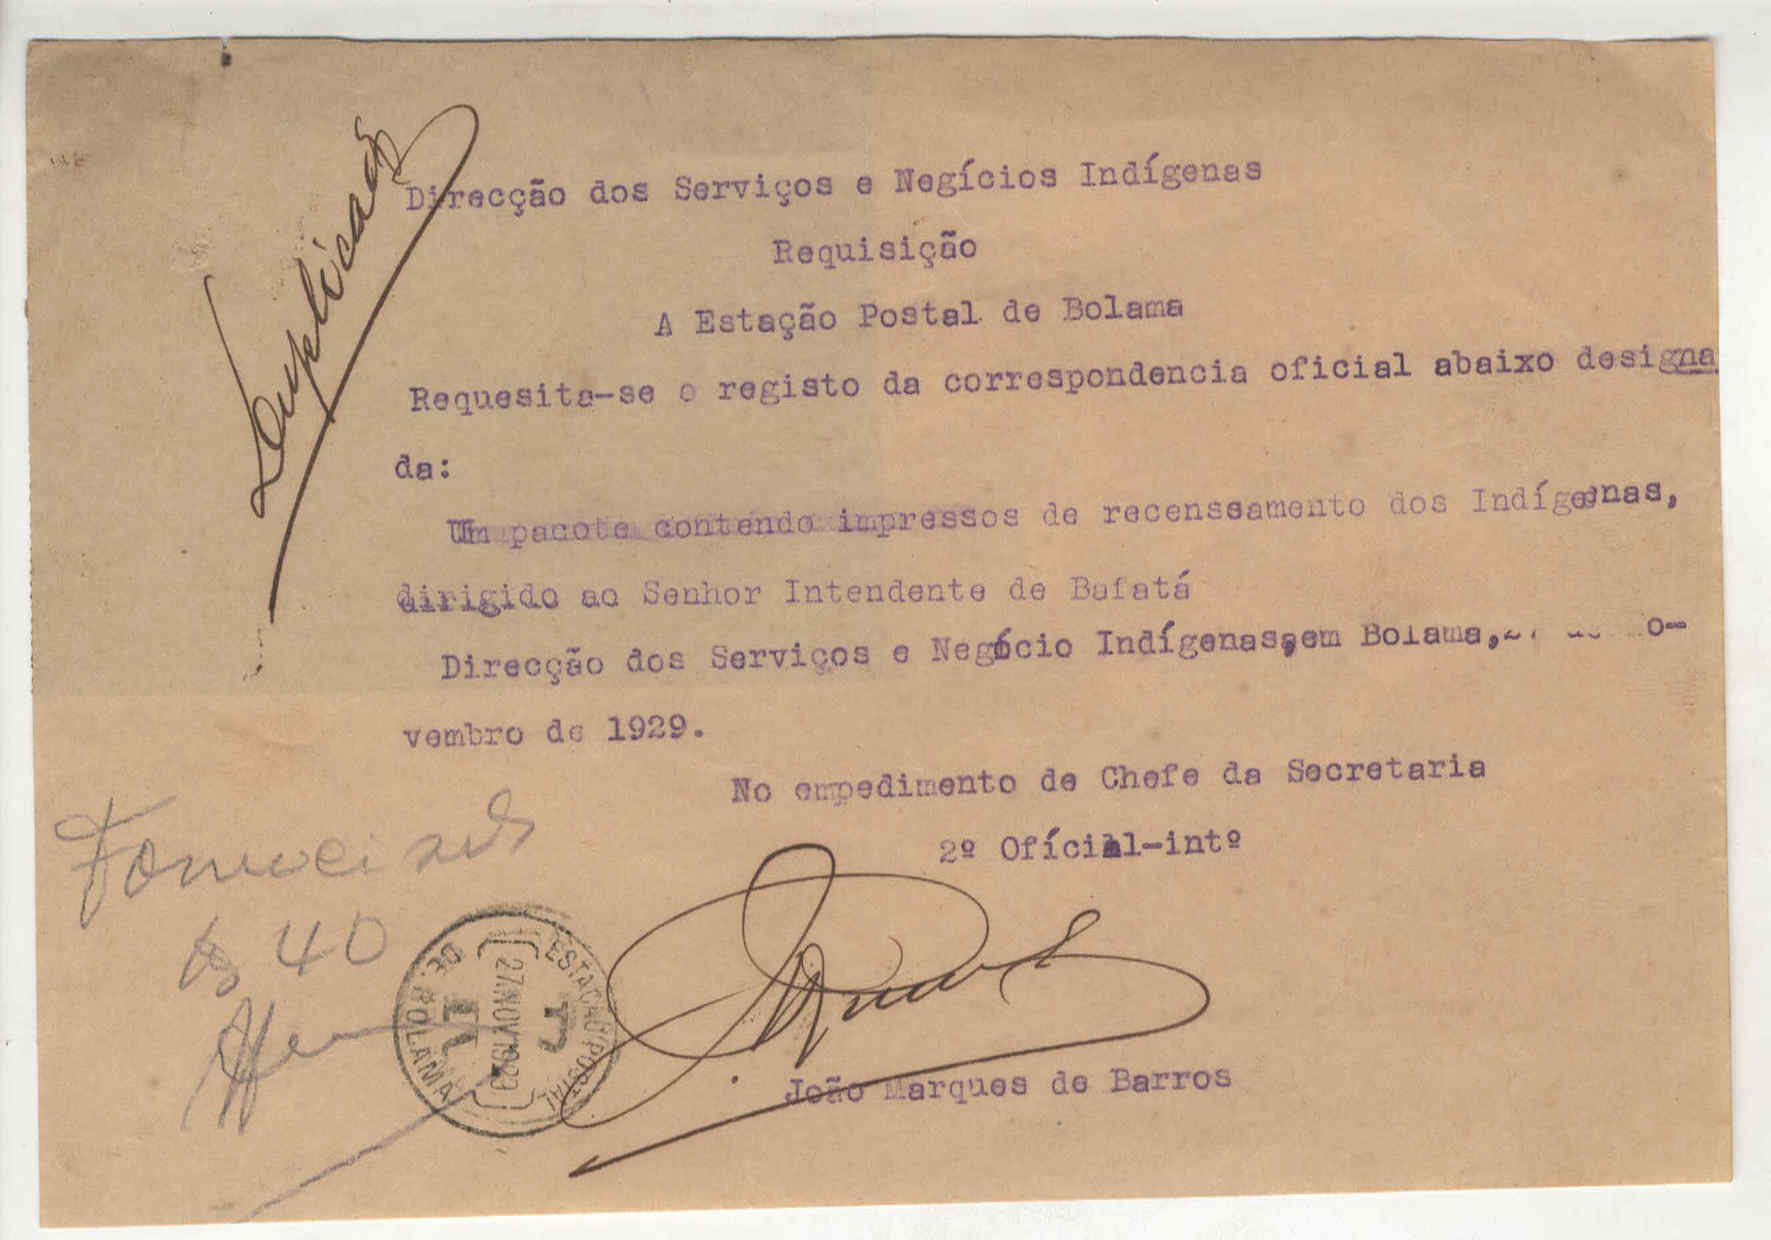 Duplicado
Direcção dos Serviços e Negícios Indígenas
Requisição
A Estação Postal de Bolama
Requesita-se o registo da correspondencia oficial abaixo designa
da:
Um pacote contendo impressos de recenseamento dos Indígenas,
dirigido ao Senhor Intendente de Bafatá
Direcção dos Serviços e Negócio Indígenas,em Bolama, o-
vembro de 1929.
No empedimento de Chefe da Secretaria
2º Ofícial-intº
40
ESTAÇÃO POSTAL
27.NOV.1929
DE BOLAMA
João Marques de Barros